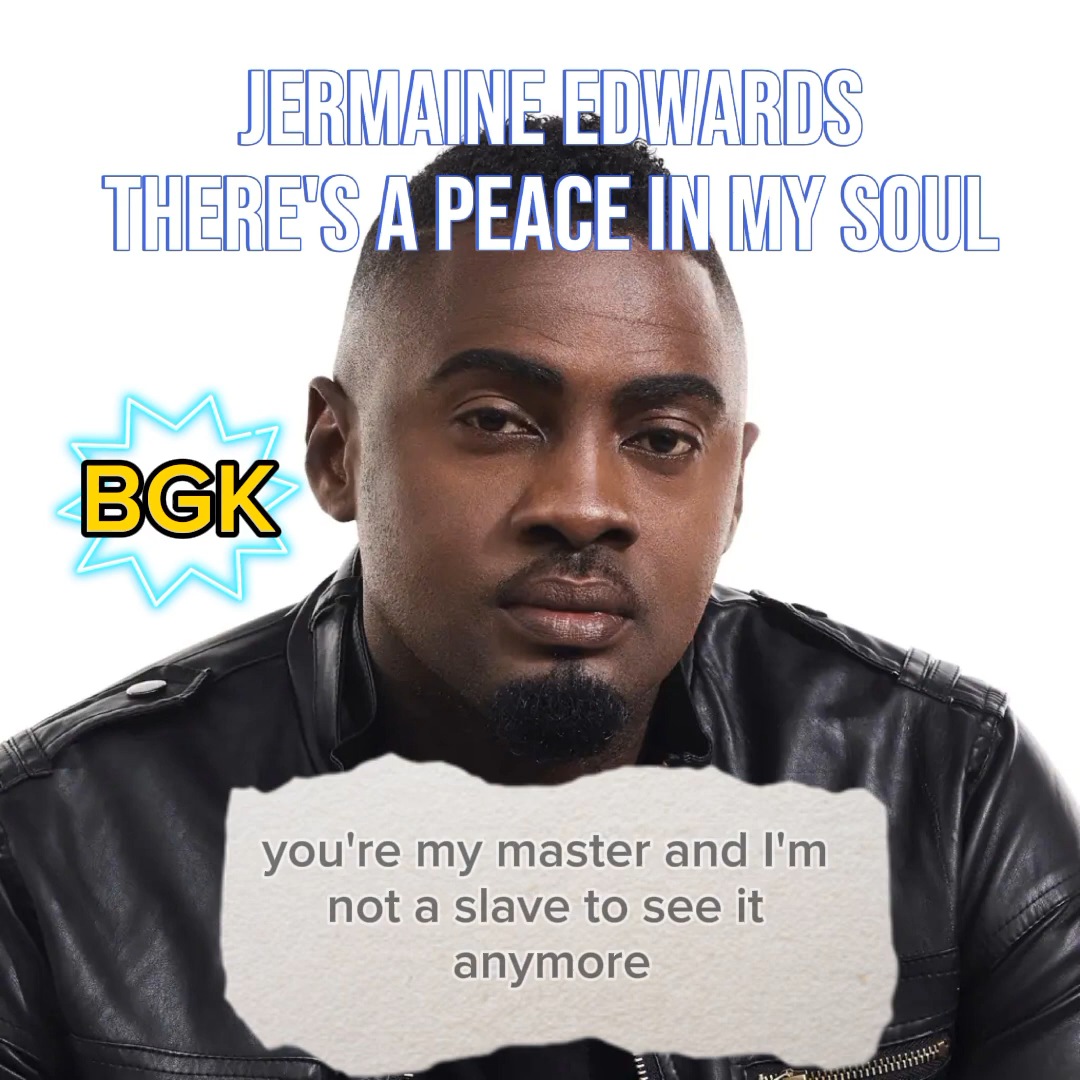 JERMAINE EDWARDS
THERE'S A PEACE IN MY SOUL
BGK
you're my master and I'm
not a slave to see it
anymore